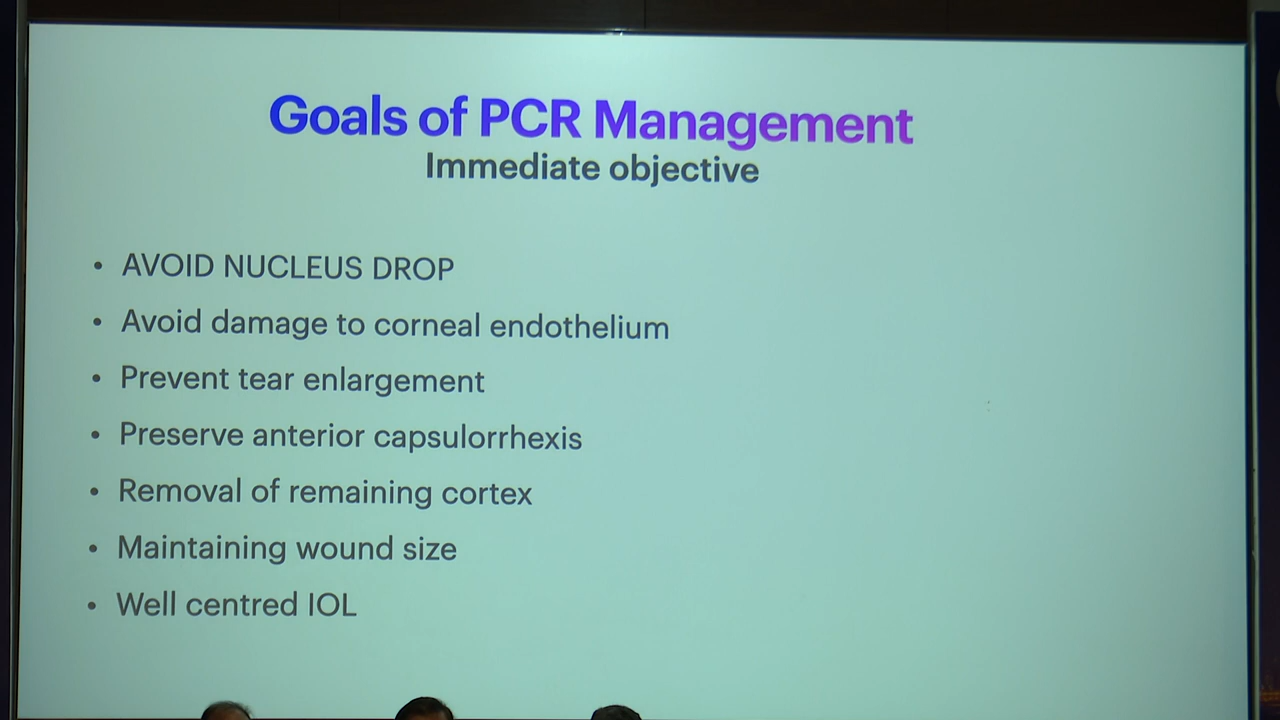 Goals of PCR Management
Immediate objective
• AVOID NUCLEUS DROP
• Avoid damage to corneal endothelium
• Prevent tear enlargement
• Preserve anterior capsulorrhexis
• Removal of remaining cortex
• Maintaining wound size
• Well centred IOL